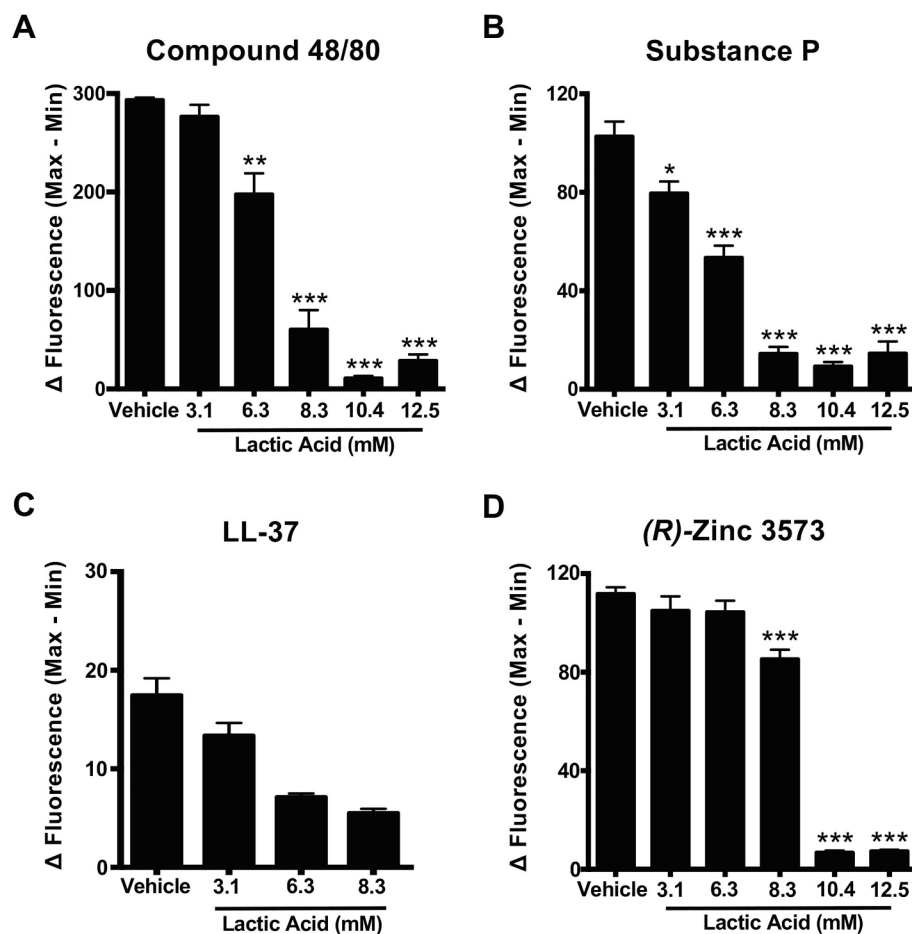 A
Compound 48/80
Δ Fluorescence (Max - Min)
300
200
100
0
**
***
***
***
Vehicle 3.1 6.3 8.3 10.4 12.5
Lactic Acid (mM)
B
Substance P
Δ Fluorescence (Max - Min)
120
80
40
0
*
***
***
***
***
Vehicle 3.1 6.3 8.3 10.4 12.5
Lactic Acid (mM)
C
LL-37
Δ Fluorescence (Max - Min)
30
20
10
0
Vehicle 3.1 6.3 8.3
Lactic Acid (mM)
D
(R)-Zinc 3573
Δ Fluorescence (Max - Min)
120
80
40
0
***
***
***
Vehicle 3.1 6.3 8.3 10.4 12.5
Lactic Acid (mM)